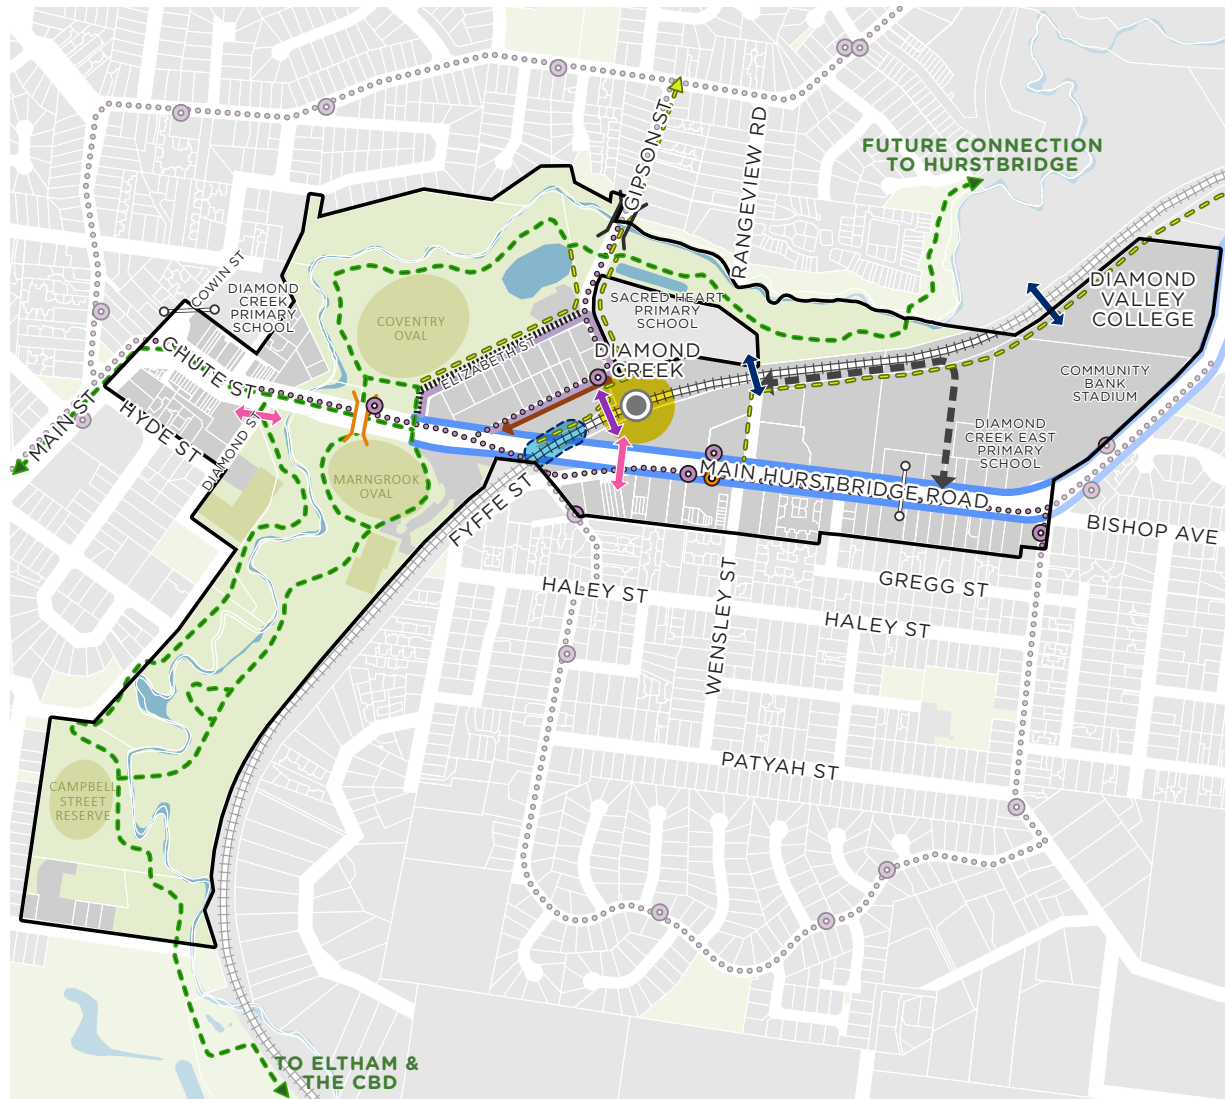 GIPSON ST
RANGEVIEW RD
FUTURE CONNECTION
TO HURSTBRIDGE
COWIN ST
DIAMOND
CREEK
PRIMARY
SCHOOL
COVENTRY
OVAL
SACRED HEART
PRIMARY
SCHOOL
DIAMOND
VALLEY
COLLEGE
CHUTE ST
ELIZABETH ST
DIAMOND
CREEK
COMMUNITY
BANK
STADIUM
MAIN ST
HYDE ST
DIAMOND ST
DIAMOND
CREEK EAST
PRIMARY
SCHOOL
MARNGROOK
OVAL
MAIN HURSTBRIDGE ROAD
FYFFE ST
BISHOP AVE
HALEY ST
WENSLEY ST
GREGG ST
HALEY ST
PATYAH ST
CAMPBELL
STREET
RESERVE
TO ELTHAM &
THE CBD